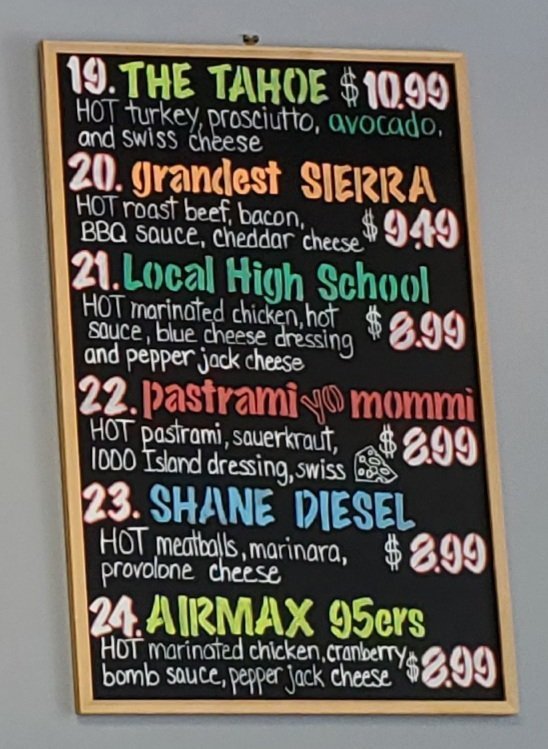 19. THE TAHOE $10.99
HOT turkey, prosciutto, avocado,
and swiss cheese
20. grandest SIERRA
HOT roast beef, bacon, $9.49
BBQ sauce, cheddar cheese
21. Local High School
HOT marinated chicken, hot $8.99
sauce, blue cheese dressing
and pepper jack cheese
22. pastrami yo mommi
HOT pastrami, sauerkraut, $8.99
1000 Island dressing, swiss
23. SHANE DIESEL
HOT meatballs, marinara, $8.99
provolone cheese
24. AIRMAX 95ers
HOT marinated chicken, cranberry $8.99
bomb sauce, pepper jack cheese